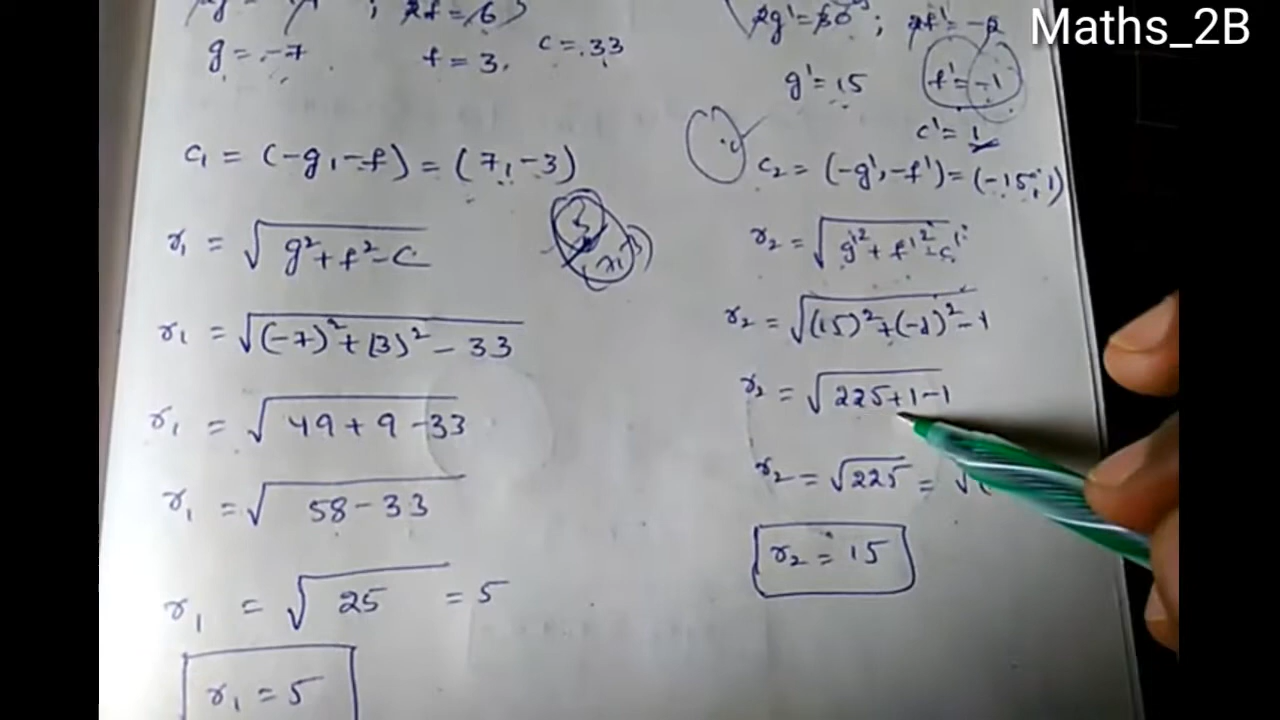 Maths_2B
; 2f = 6
g = -7 f = 3, c = 33
C₁ = (-g, -f) = (7, -3)
r₁ = √g² + f² - c
r₁ = √(-7)² + (3)² - 33
r₁ = √49 + 9 - 33
r₁ = √58 - 33
r₁ = √25 = 5
r₁ = 5
; 2f' = -2
g' = 15 f' = -1
c' = 1
C₂ = (-g', -f') = (-15, 1)
r₂ = √g'² + f'² - c'
r₂ = √(15)² + (-1)² - 1
r₂ = √225 + 1 - 1
r₂ = √225 = √
r₂ = 15